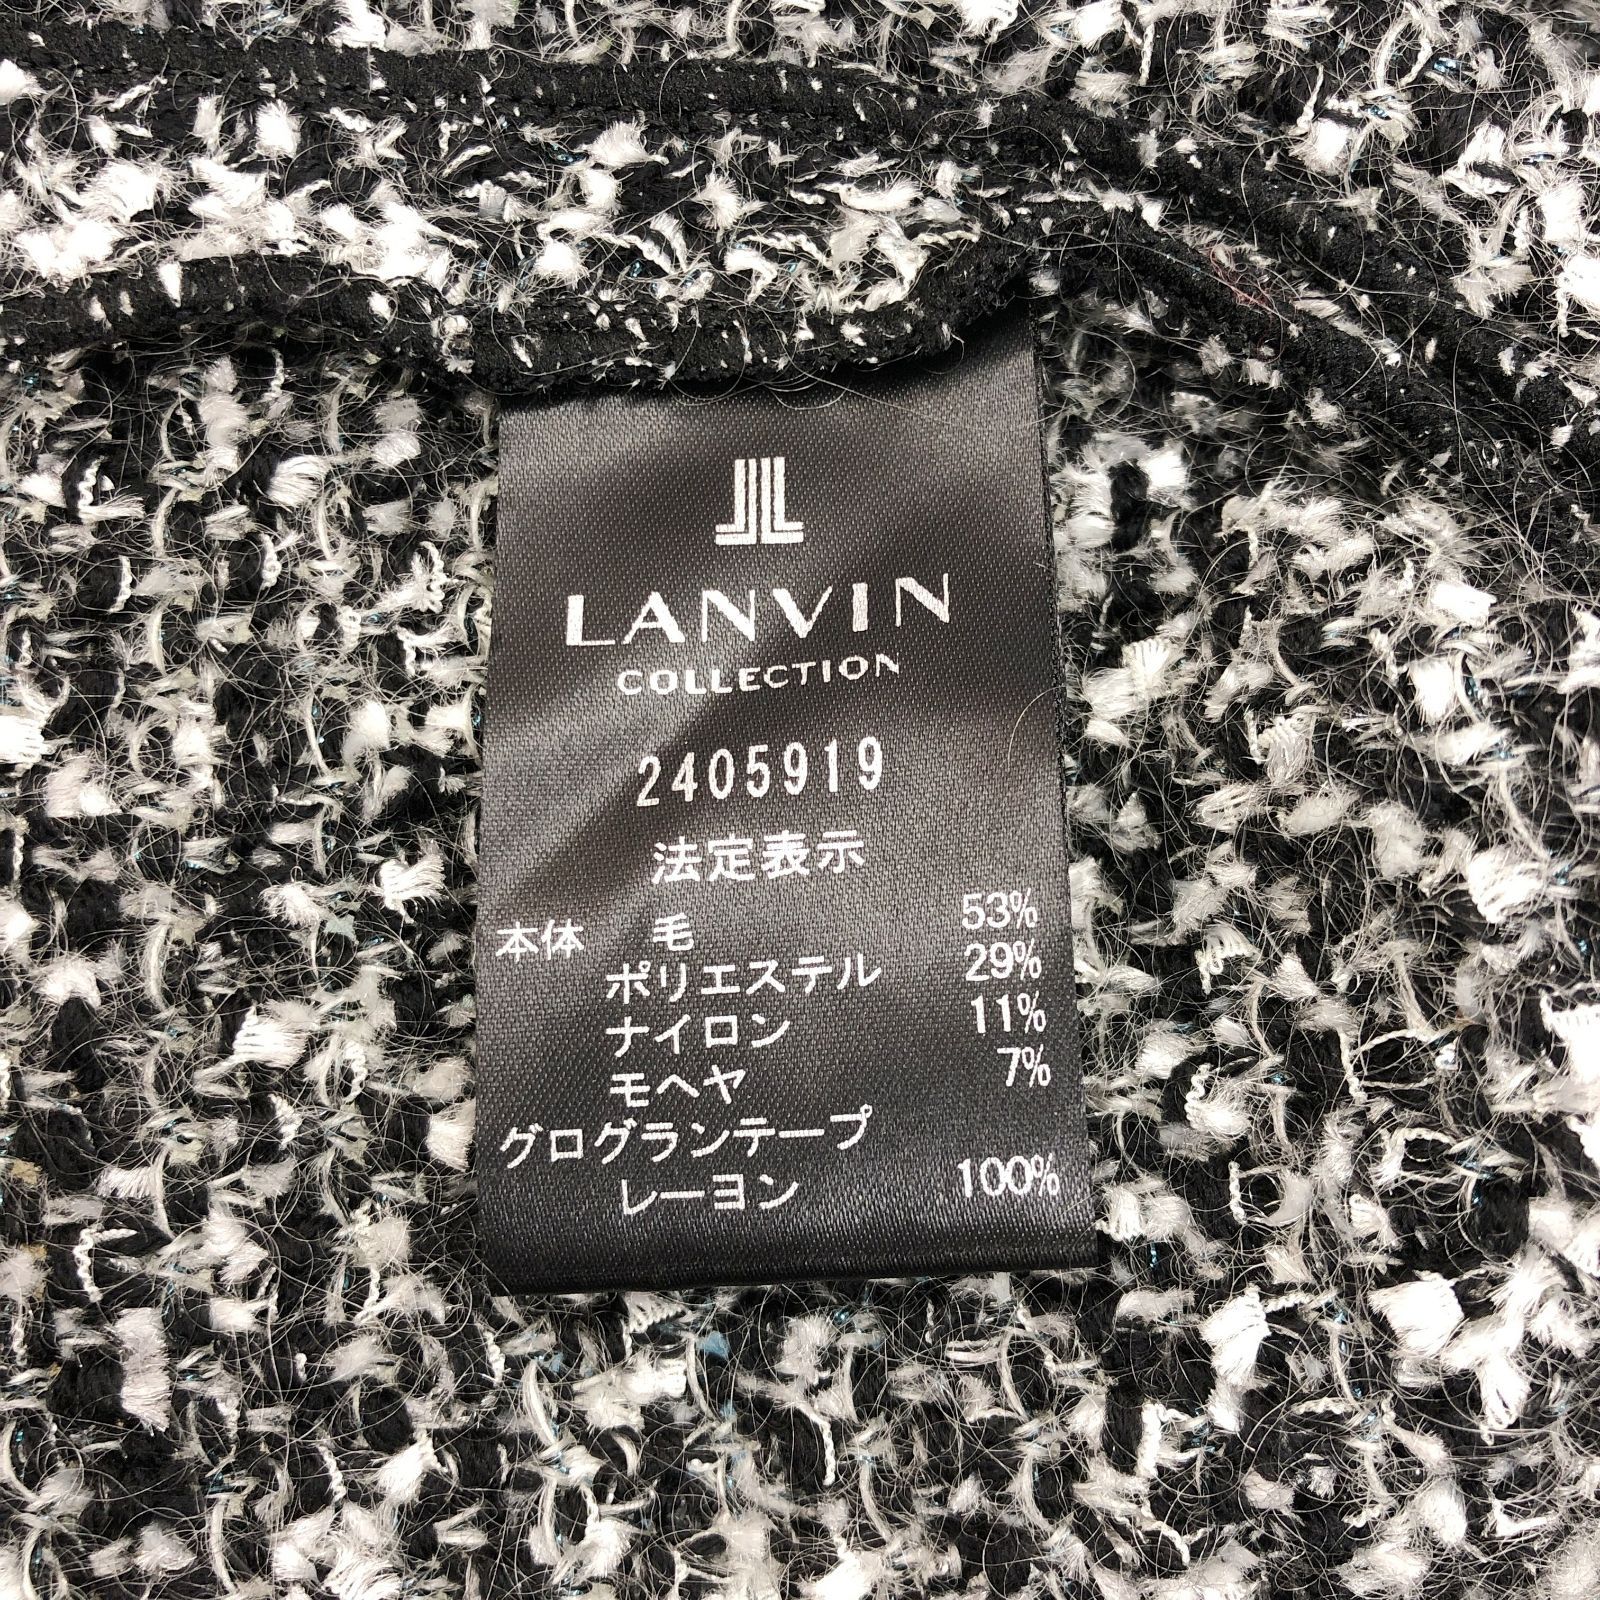 LANVIN
COLLECTION
2405919
法定表示
本体 毛 53%
ポリエステル 29%
ナイロン 11%
モヘヤ 7%
グログランテープ
レーヨン 100%